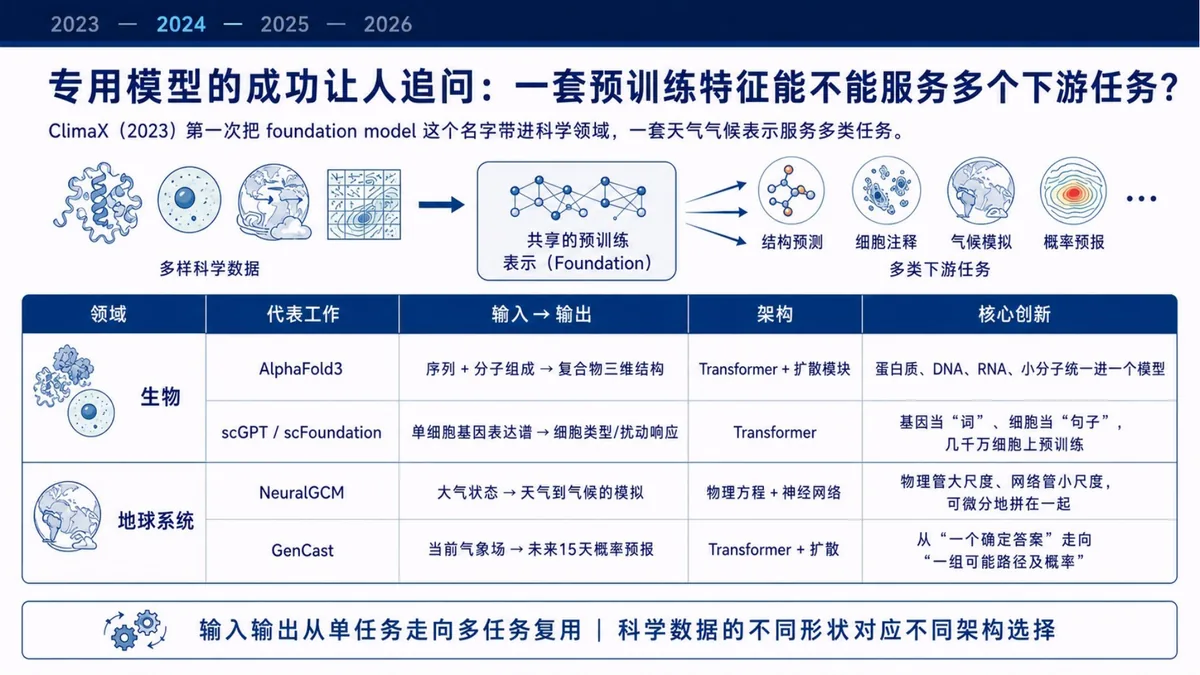 2023 — 2024 — 2025 — 2026
专用模型的成功让人追问：一套预训练特征能不能服务多个下游任务？
ClimaX（2023）第一次把 foundation model 这个名字带进科学领域，一套天气气候表示服务多类任务。
多样科学数据
共享的预训练
表示（Foundation）
结构预测 细胞注释 气候模拟 概率预报
...
多类下游任务
领域 代表工作 输入 → 输出 架构 核心创新
生物
AlphaFold3 序列 + 分子组成 → 复合物三维结构 Transformer + 扩散模块 蛋白质、DNA、RNA、小分子统一进一个模型
scGPT / scFoundation 单细胞基因表达谱 → 细胞类型/扰动响应 Transformer 基因当“词”、细胞当“句子”，
几千万细胞上预训练
地球系统
NeuralGCM 大气状态 → 天气到气候的模拟 物理方程 + 神经网络 物理管大尺度、网络管小尺度，
可微分地拼在一起
GenCast 当前气象场 → 未来15天概率预报 Transformer + 扩散 从“一个确定答案”走向
“一组可能路径及概率”
输入输出从单任务走向多任务复用｜科学数据的不同形状对应不同架构选择